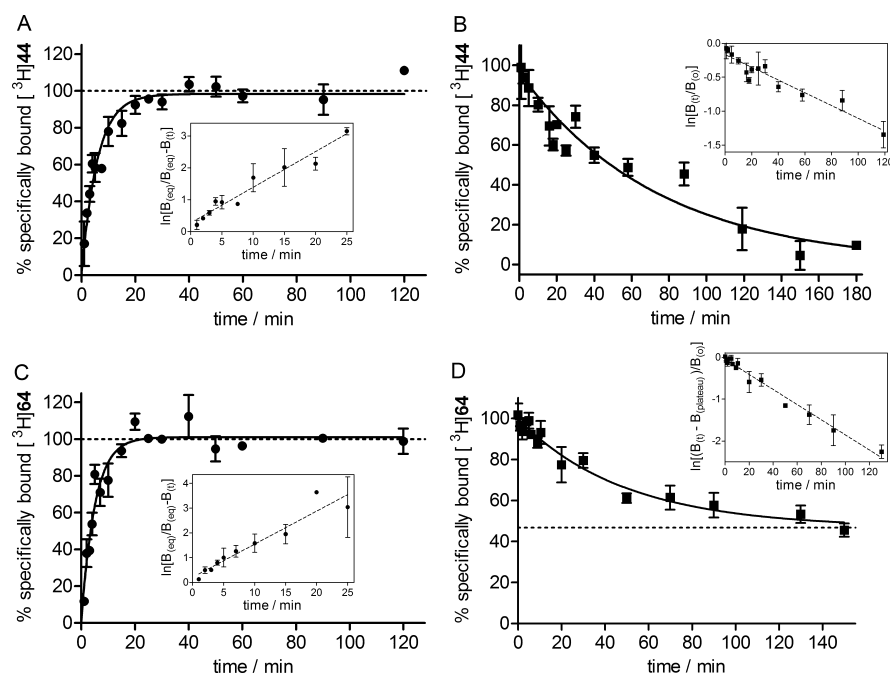 A
% specifically bound [ ³H]44
120
100
80
60
40
20
0
0 20 40 60 80 100 120
time / min
ln[B(eq)/B(eq)-B(t)]
3
2
1
0
0 5 10 15 20 25
time / min
B
% specifically bound [ ³H]44
100
80
60
40
20
0
0 20 40 60 80 100 120 140 160 180
time / min
ln[B(t)/B(o)]
0.0
-0.5
-1.0
-1.5
0 20 40 60 80 100 120
time / min
C
% specifically bound [ ³H]64
120
100
80
60
40
20
0
0 20 40 60 80 100 120
time / min
ln[B(eq)/B(eq)-B(t)]
4
3
2
1
0
0 5 10 15 20 25
time / min
D
% specifically bound [ ³H]64
100
80
60
40
20
0
0 20 40 60 80 100 120 140
time / min
ln[(B(t) - B(plateau) )/B(o)]
0
-1
-2
0 20 40 60 80 100 120
time / min